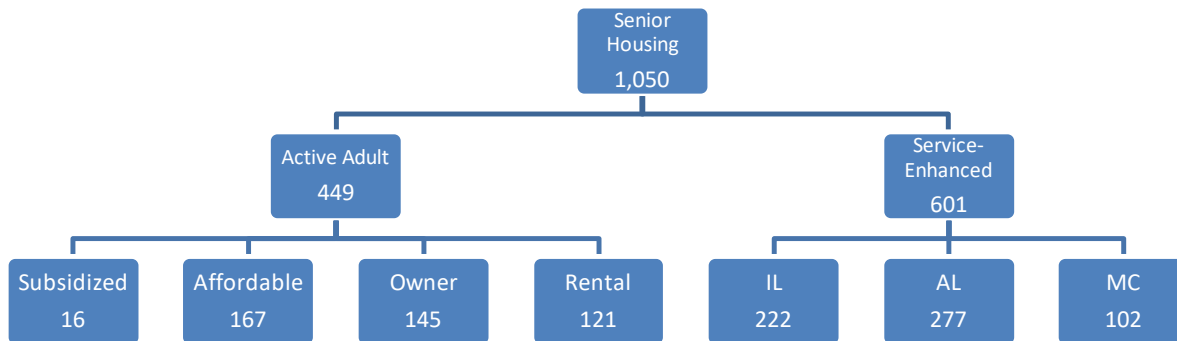 Senior
Housing
1,050
Active Adult
449
Service-
Enhanced
601
Subsidized
16
Affordable
167
Owner
145
Rental
121
IL
222
AL
277
MC
102